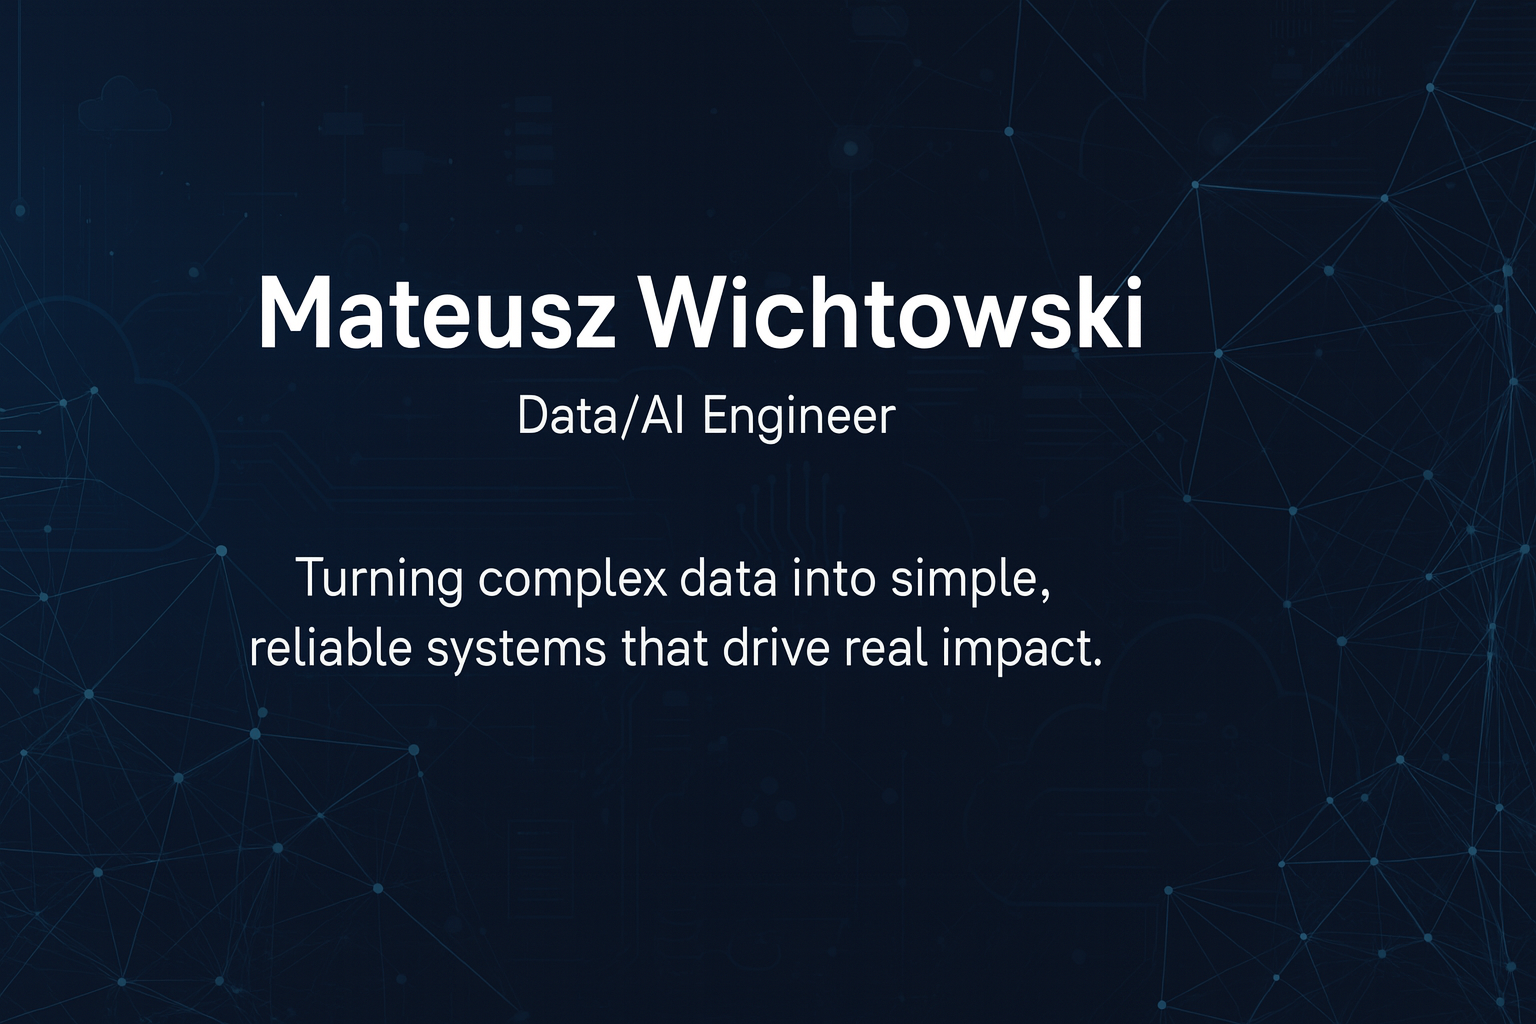 Mateusz Wichtowski
Data/AI Engineer
Turning complex data into simple,
reliable systems that drive real impact.